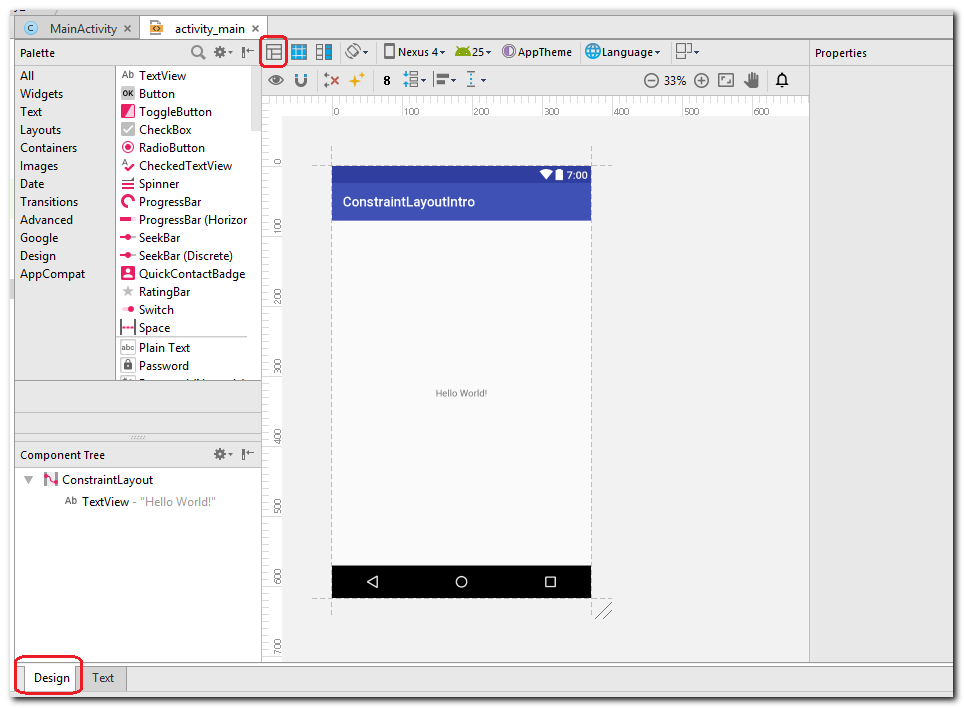 MainActivity
activity_main
Palette
Nexus 4
25
AppTheme
Language
Properties
8
33%
All
Widgets
Text
Layouts
Containers
Images
Date
Transitions
Advanced
Google
Design
AppCompat
Ab TextView
OK Button
ToggleButton
CheckBox
RadioButton
CheckedTextView
Spinner
ProgressBar
ProgressBar (Horizor
SeekBar
SeekBar (Discrete)
QuickContactBadge
RatingBar
Switch
Space
abc Plain Text
Password
0 100 200 300 400 500 600
0
100
200
300
400
500
600
700
7:00
ConstraintLayoutIntro
Hello World!
Component Tree
ConstraintLayout
Ab TextView - "Hello World!"
Design
Text